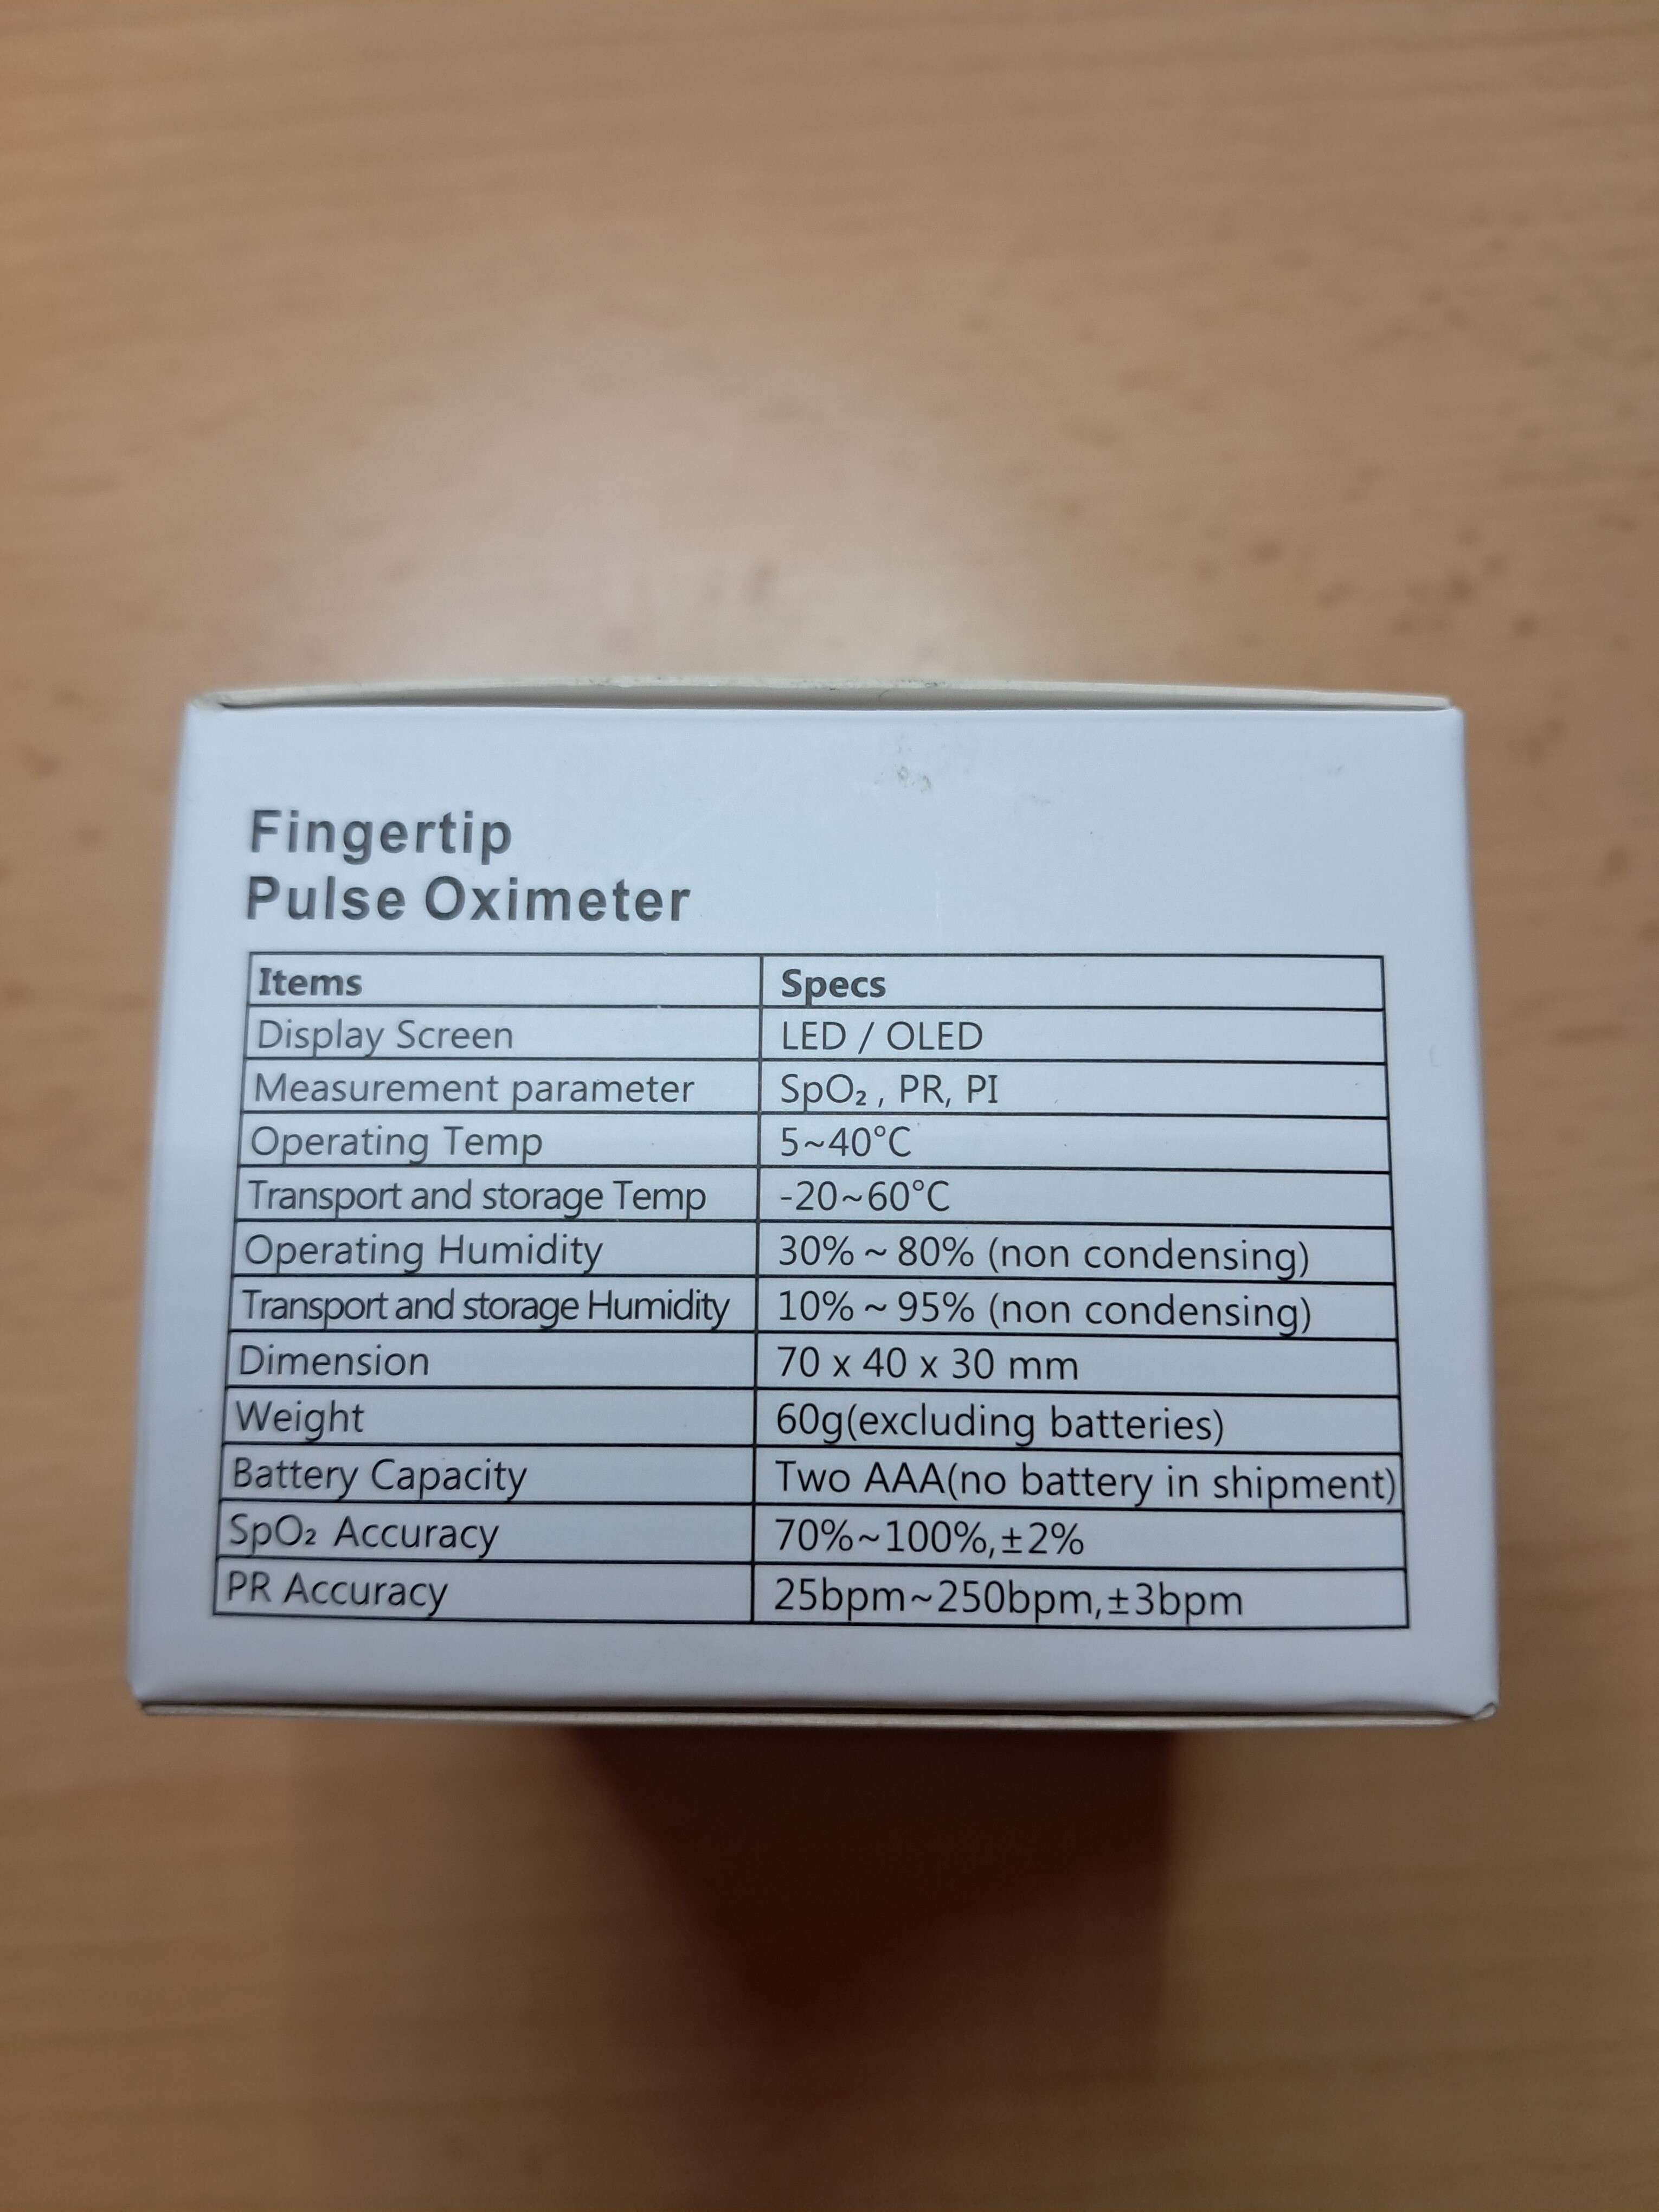 Fingertip
Pulse Oximeter
Items Specs
Display Screen LED / OLED
Measurement parameter SpO₂ , PR, PI
Operating Temp 5~40°C
Transport and storage Temp -20~60°C
Operating Humidity 30% ~ 80% (non condensing)
Transport and storage Humidity 10% ~ 95% (non condensing)
Dimension 70 x 40 x 30 mm
Weight 60g(excluding batteries)
Battery Capacity Two AAA(no battery in shipment)
SpO₂ Accuracy 70%~100%,±2%
PR Accuracy 25bpm~250bpm,±3bpm